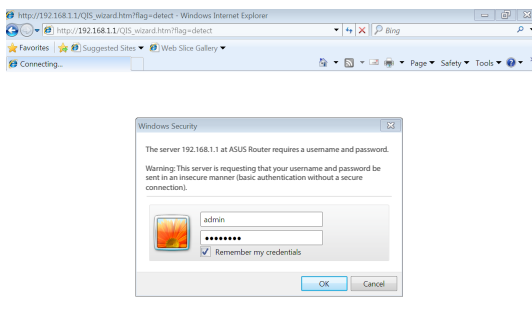 http://192.168.1.1/QIS_wizard.htm?flag=detect - Windows Internet Explorer
http://192.168.1.1/QIS_wizard.htm?flag=detect
Bing
Favorites Suggested Sites Web Slice Gallery
Connecting... Page Safety Tools
Windows Security
The server 192.168.1.1 at ASUS Router requires a username and password.
Warning: This server is requesting that your username and password be
sent in an insecure manner (basic authentication without a secure
connection).
admin
••••••••
Remember my credentials
OK Cancel